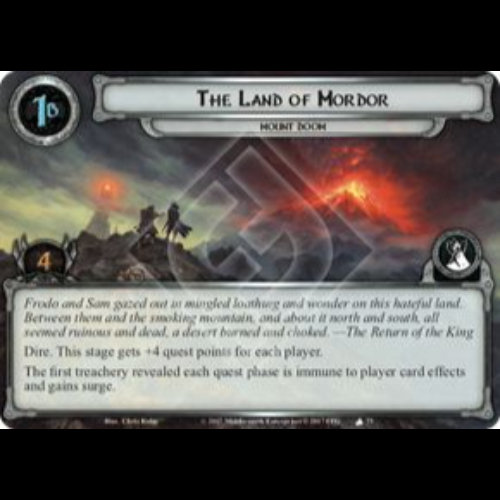 1B
THE LAND OF MORDOR
MOUNT DOOM
4
Frodo and Sam gazed out in mingled loathing and wonder on this hateful land.
Between them and the smoking mountain, and about it north and south, all
seemed ruinous and dead, a desert burned and choked. —The Return of the King
Dire. This stage gets +4 quest points for each player.
The first treachery revealed each quest phase is immune to player card effects
and gains surge.
Illus. Chris